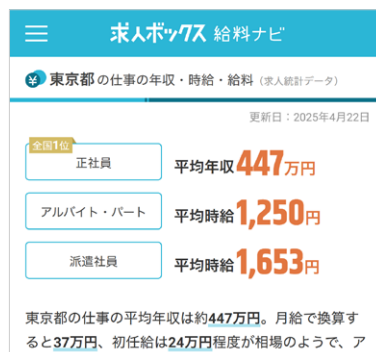 求人ボックス 給料ナビ
東京都の仕事の年収・時給・給料（求人統計データ）
更新日：2025年4月22日
全国1位
正社員 平均年収447万円
アルバイト・パート 平均時給1,250円
派遣社員 平均時給1,653円
東京都の仕事の平均年収は約447万円。月給で換算す
ると37万円、初任給は24万円程度が相場のようで、ア